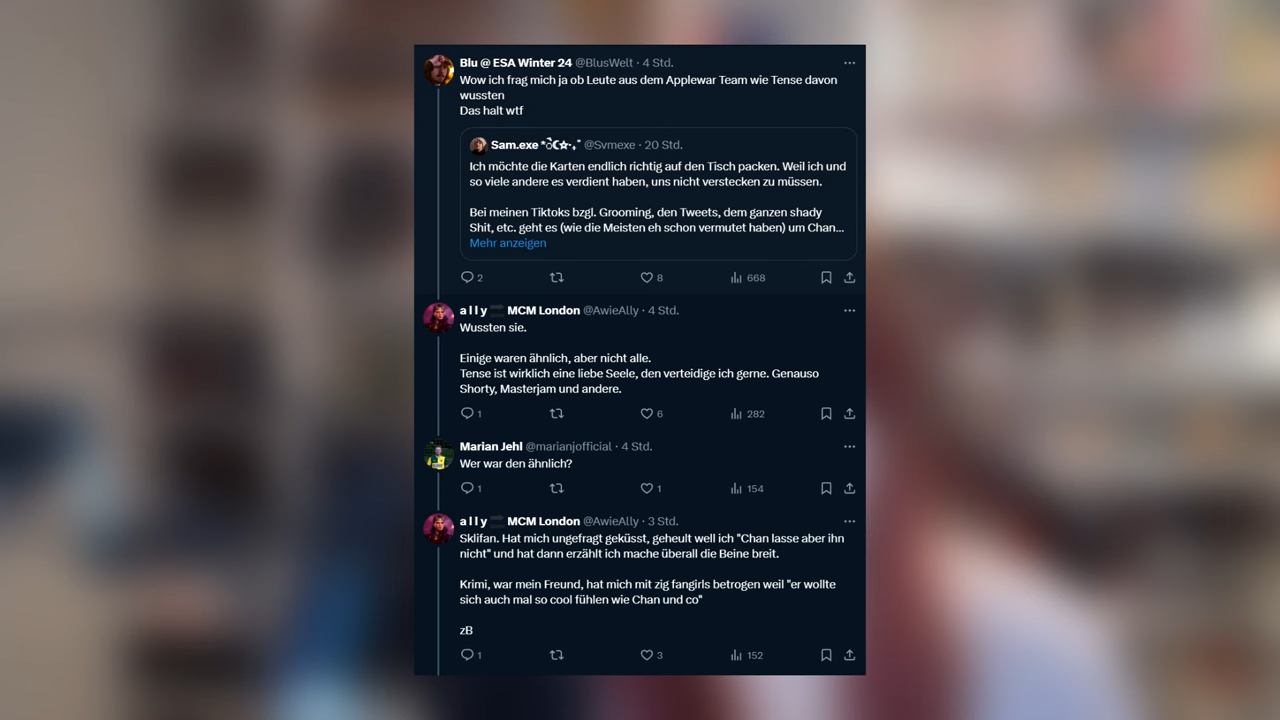 Blu @ ESA Winter 24 @BlusWelt · 4 Std.
Wow ich frag mich ja ob Leute aus dem Applewar Team wie Tense davon
wussten
Das halt wtf
Sam.exe @Svmexe · 20 Std.
Ich möchte die Karten endlich richtig auf den Tisch packen. Weil ich und
so viele andere es verdient haben, uns nicht verstecken zu müssen.
Bei meinen Tiktoks bzgl. Grooming, den Tweets, dem ganzen shady
Shit, etc. geht es (wie die Meisten eh schon vermutet haben) um Chan...
Mehr anzeigen
2 8 668
a l l y MCM London @AwieAlly · 4 Std.
Wussten sie.
Einige waren ähnlich, aber nicht alle.
Tense ist wirklich eine liebe Seele, den verteidige ich gerne. Genauso
Shorty, Masterjam und andere.
1 6 282
Marian Jehl @marianjofficial · 4 Std.
Wer war den ähnlich?
1 1 154
a l l y MCM London @AwieAlly · 3 Std.
Sklifan. Hat mich ungefragt geküsst, geheult well ich "Chan lasse aber ihn
nicht" und hat dann erzählt ich mache überall die Beine breit.
Krimi, war mein Freund, hat mich mit zig fangirls betrogen weil "er wollte
sich auch mal so cool fühlen wie Chan und co"
zB
1 3 152